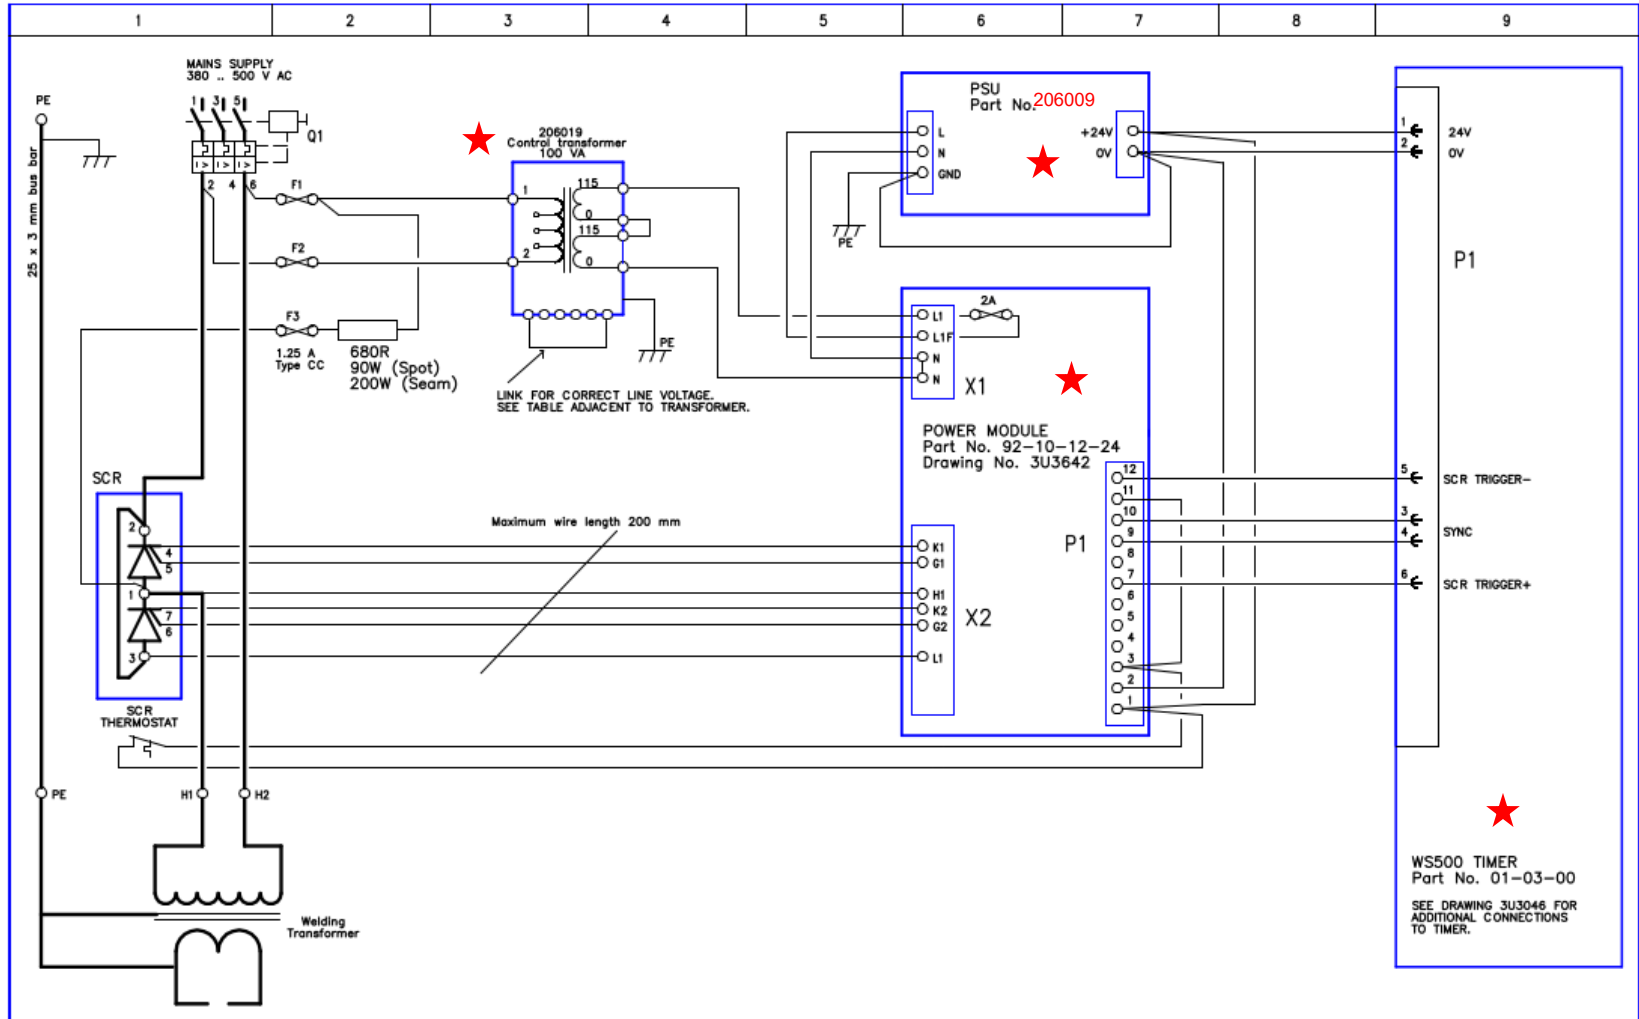 1 2 3 4 5 6 7 8 9
MAINS SUPPLY
380 .. 500 V AC
1 3 5
Q1
I > I > I >
2 4 6
PE
25 x 3 mm bus bar
F1
F2
F3
1.25 A
Type CC
680R
90W (Spot)
200W (Seam)
206019
Control transformer
100 VA
1
2
115
0
115
0
PE
LINK FOR CORRECT LINE VOLTAGE.
SEE TABLE ADJACENT TO TRANSFORMER.
PSU
Part No. 206009
L
N
GND
+24V
0V
PE
L1
L1F
N
N
2A
X1
POWER MODULE
Part No. 92-10-12-24
Drawing No. 3U3642
12
11
10
9
8
7
6
5
4
3
2
1
P1
K1
G1
H1
K2
G2
L1
X2
Maximum wire length 200 mm
SCR
2
4
5
1
7
6
3
SCR
THERMOSTAT
PE
H1
H2
Welding
Transformer
1 24V
2 0V
P1
5 SCR TRIGGER-
3
4 SYNC
6 SCR TRIGGER+
WS500 TIMER
Part No. 01-03-00
SEE DRAWING 3U3046 FOR
ADDITIONAL CONNECTIONS
TO TIMER.